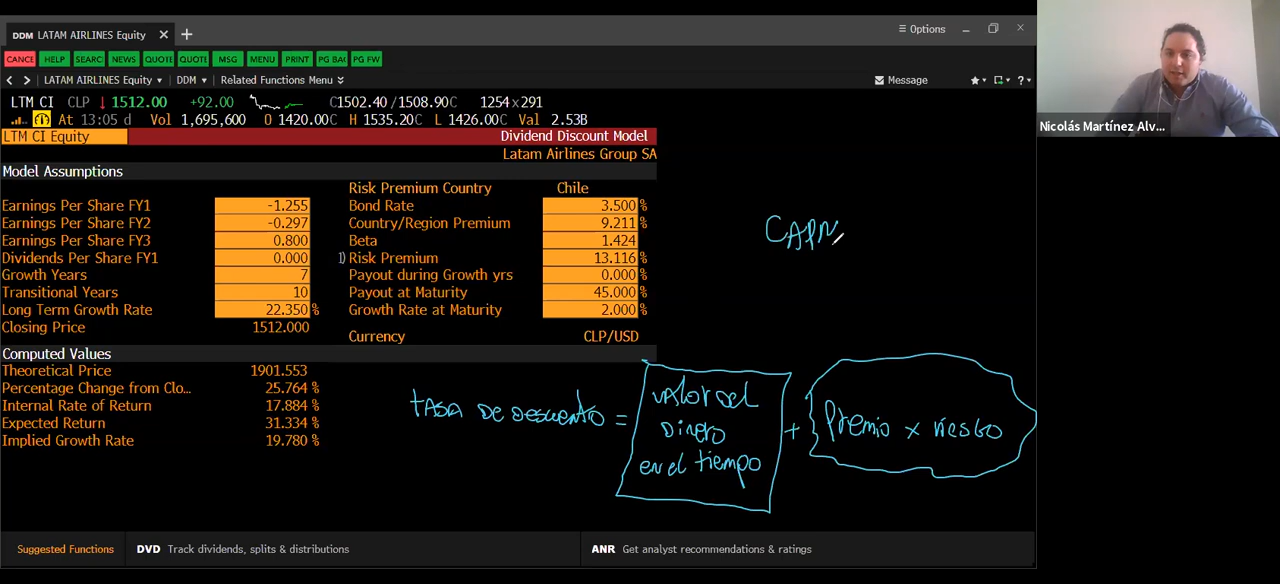 DDM LATAM AIRLINES Equity
Options
CANCE HELP SEARC NEWS QUOTE QUOTE MSG MENU PRINT PG BAC PG FW
LATAM AIRLINES Equity DDM Related Functions Menu Message
LTM CI CLP ↓ 1512.00 +92.00 C1502.40 / 1508.90C 1254 x 291
At 13:05 d Vol 1,695,600 O 1420.00C H 1535.20C L 1426.00C Val 2.53B
Nicolás Martínez Alv...
LTM CI Equity Dividend Discount Model
Latam Airlines Group SA
Model Assumptions
Risk Premium Country Chile
Earnings Per Share FY1 -1.255 Bond Rate 3.500 %
Earnings Per Share FY2 -0.297 Country/Region Premium 9.211 %
Earnings Per Share FY3 0.800 Beta 1.424
Dividends Per Share FY1 0.000 1) Risk Premium 13.116 %
Growth Years 7 Payout during Growth yrs 0.000 %
Transitional Years 10 Payout at Maturity 45.000 %
Long Term Growth Rate 22.350 % Growth Rate at Maturity 2.000 %
Closing Price 1512.000
Currency CLP/USD
Computed Values
Theoretical Price 1901.553
Percentage Change from Clo... 25.764 %
Internal Rate of Return 17.884 %
Expected Return 31.334 %
Implied Growth Rate 19.780 %
CAPM
tASA DE DESCUENTO = valor del
dinero
en el tiempo
+ Premio x riesgo
Suggested Functions DVD Track dividends, splits & distributions ANR Get analyst recommendations & ratings